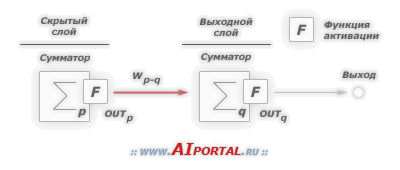 Скрытый
слой
Выходной
слой
F
Функция
активации
Сумматор
Сумматор
Выход
Σ
p
F
W p-q
Σ
q
F
OUT p
OUT q
:: www.AIPORTAL.RU ::